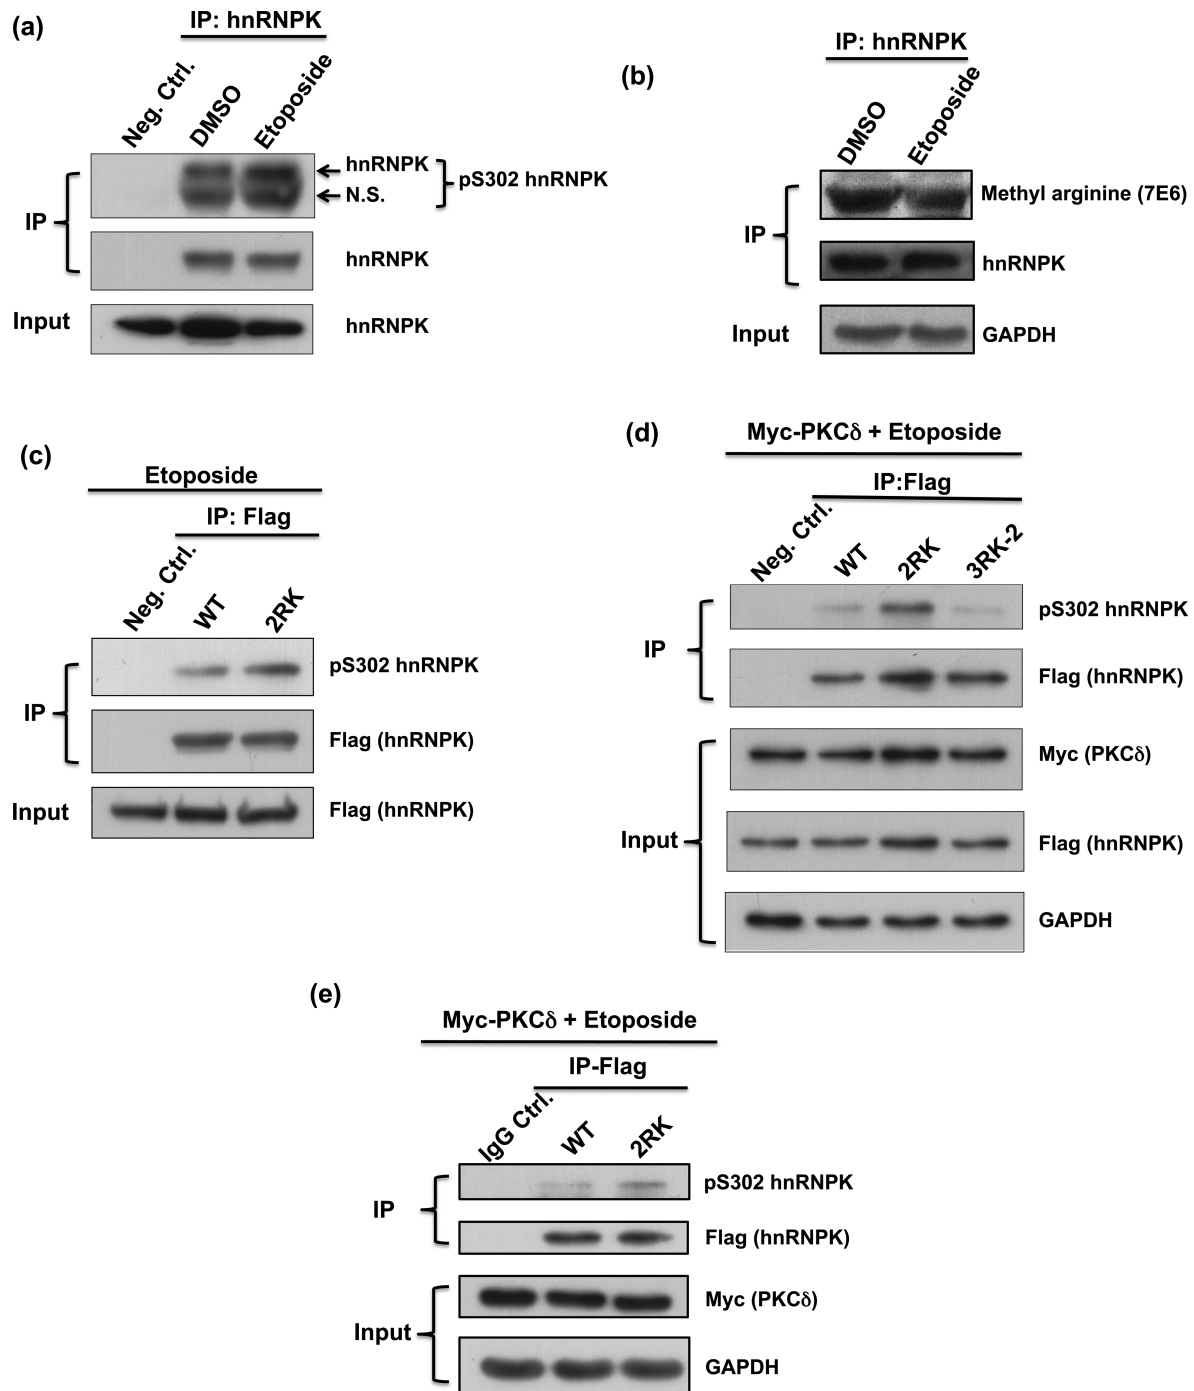 (a)
IP: hnRNPK
Neg. Ctrl.
DMSO
Etoposide
IP
hnRNPK
N.S.
pS302 hnRNPK
hnRNPK
Input
hnRNPK
(b)
IP: hnRNPK
DMSO
Etoposide
IP
Methyl arginine (7E6)
hnRNPK
Input
GAPDH
(c)
Etoposide
IP: Flag
Neg. Ctrl.
WT
2RK
IP
pS302 hnRNPK
Flag (hnRNPK)
Input
Flag (hnRNPK)
(d)
Myc-PKCδ + Etoposide
IP:Flag
Neg. Ctrl.
WT
2RK
3RK-2
IP
pS302 hnRNPK
Flag (hnRNPK)
Input
Myc (PKCδ)
Flag (hnRNPK)
GAPDH
(e)
Myc-PKCδ + Etoposide
IP-Flag
IgG Ctrl.
WT
2RK
IP
pS302 hnRNPK
Flag (hnRNPK)
Input
Myc (PKCδ)
GAPDH